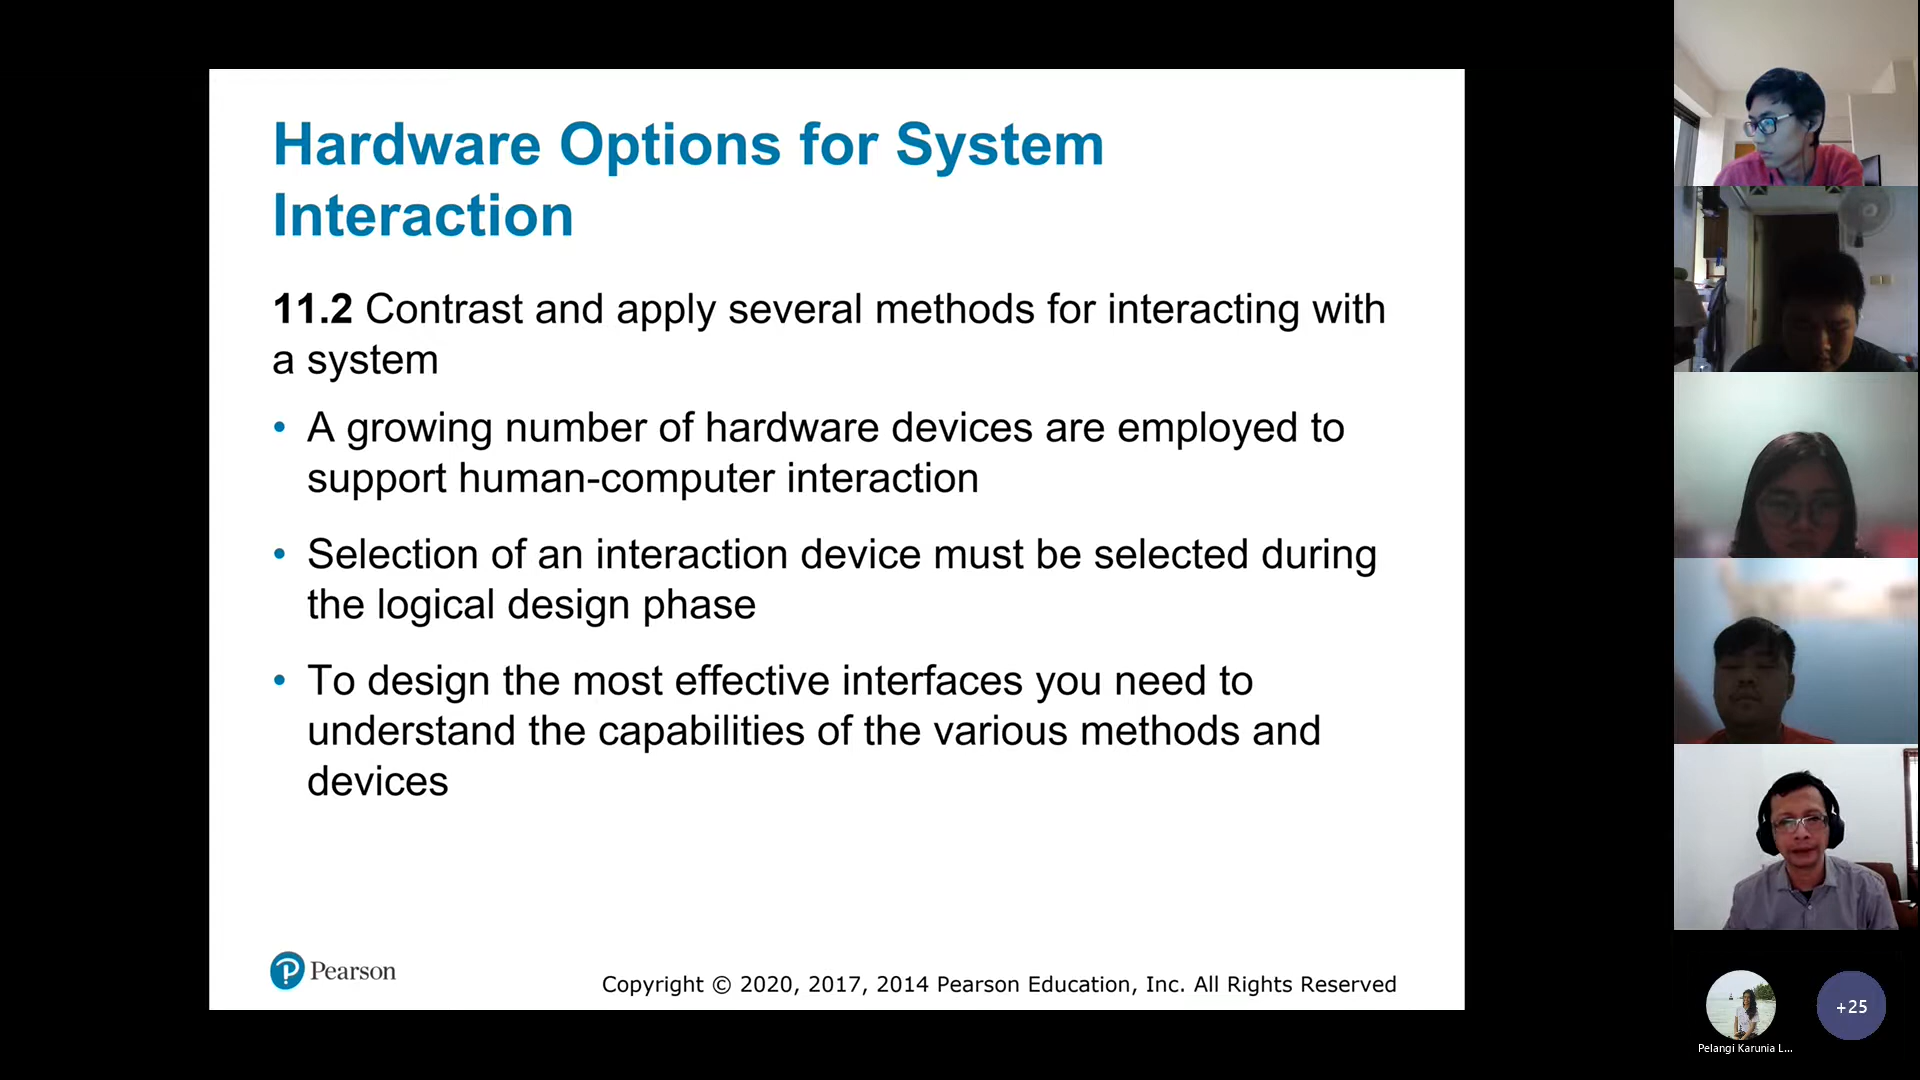 Hardware Options for System
Interaction
11.2 Contrast and apply several methods for interacting with
a system
• A growing number of hardware devices are employed to
support human-computer interaction
• Selection of an interaction device must be selected during
the logical design phase
• To design the most effective interfaces you need to
understand the capabilities of the various methods and
devices
Pearson
Copyright © 2020, 2017, 2014 Pearson Education, Inc. All Rights Reserved
+25
Pelangi Karunia L...